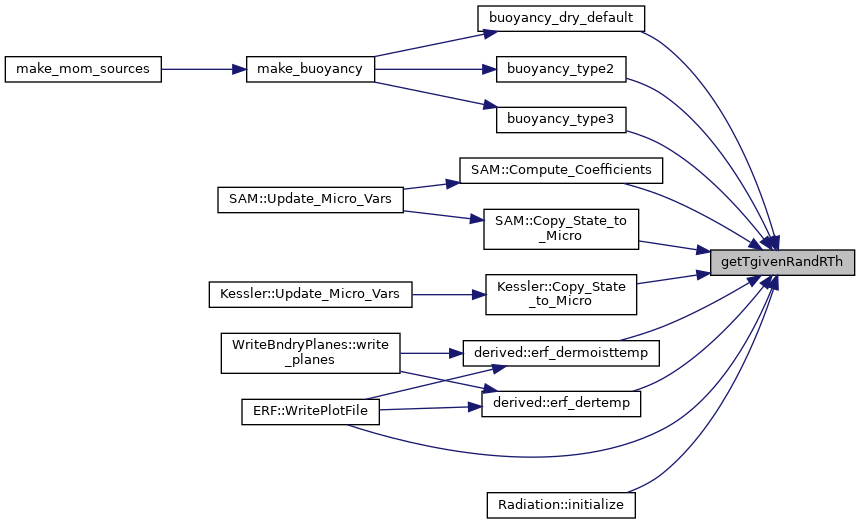 buoyancy_dry_default
make_mom_sources
make_buoyancy
buoyancy_type2
buoyancy_type3
SAM::Compute_Coefficients
SAM::Update_Micro_Vars
SAM::Copy_State_to
_Micro
getTgivenRandRTh
Kessler::Update_Micro_Vars
Kessler::Copy_State
_to_Micro
WriteBndryPlanes::write
_planes
derived::erf_dermoisttemp
ERF::WritePlotFile
derived::erf_dertemp
Radiation::initialize